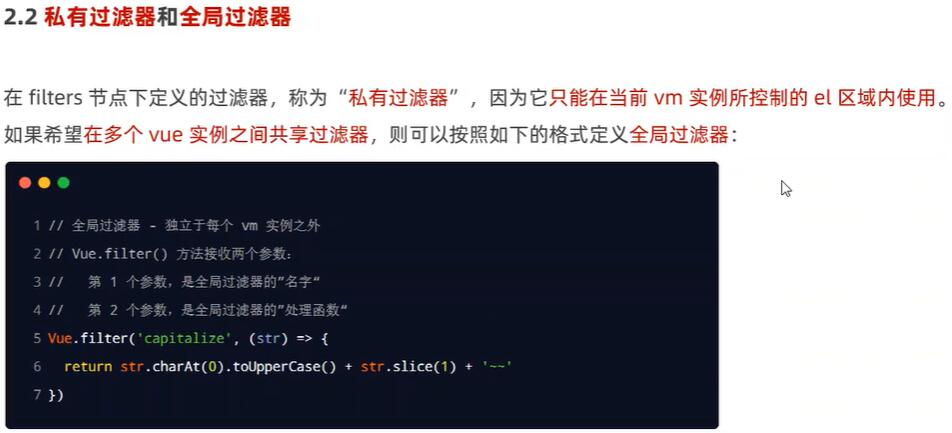 2.2 私有过滤器和全局过滤器
在 filters 节点下定义的过滤器，称为“私有过滤器”，因为它只能在当前 vm 实例所控制的 el 区域内使用。
如果希望在多个 vue 实例之间共享过滤器，则可以按照如下的格式定义全局过滤器：
1 // 全局过滤器 - 独立于每个 vm 实例之外
2 // Vue.filter() 方法接收两个参数：
3 //   第 1 个参数，是全局过滤器的”名字“
4 //   第 2 个参数，是全局过滤器的”处理函数“
5 Vue.filter('capitalize', (str) => {
6   return str.charAt(0).toUpperCase() + str.slice(1) + '~~'
7 })